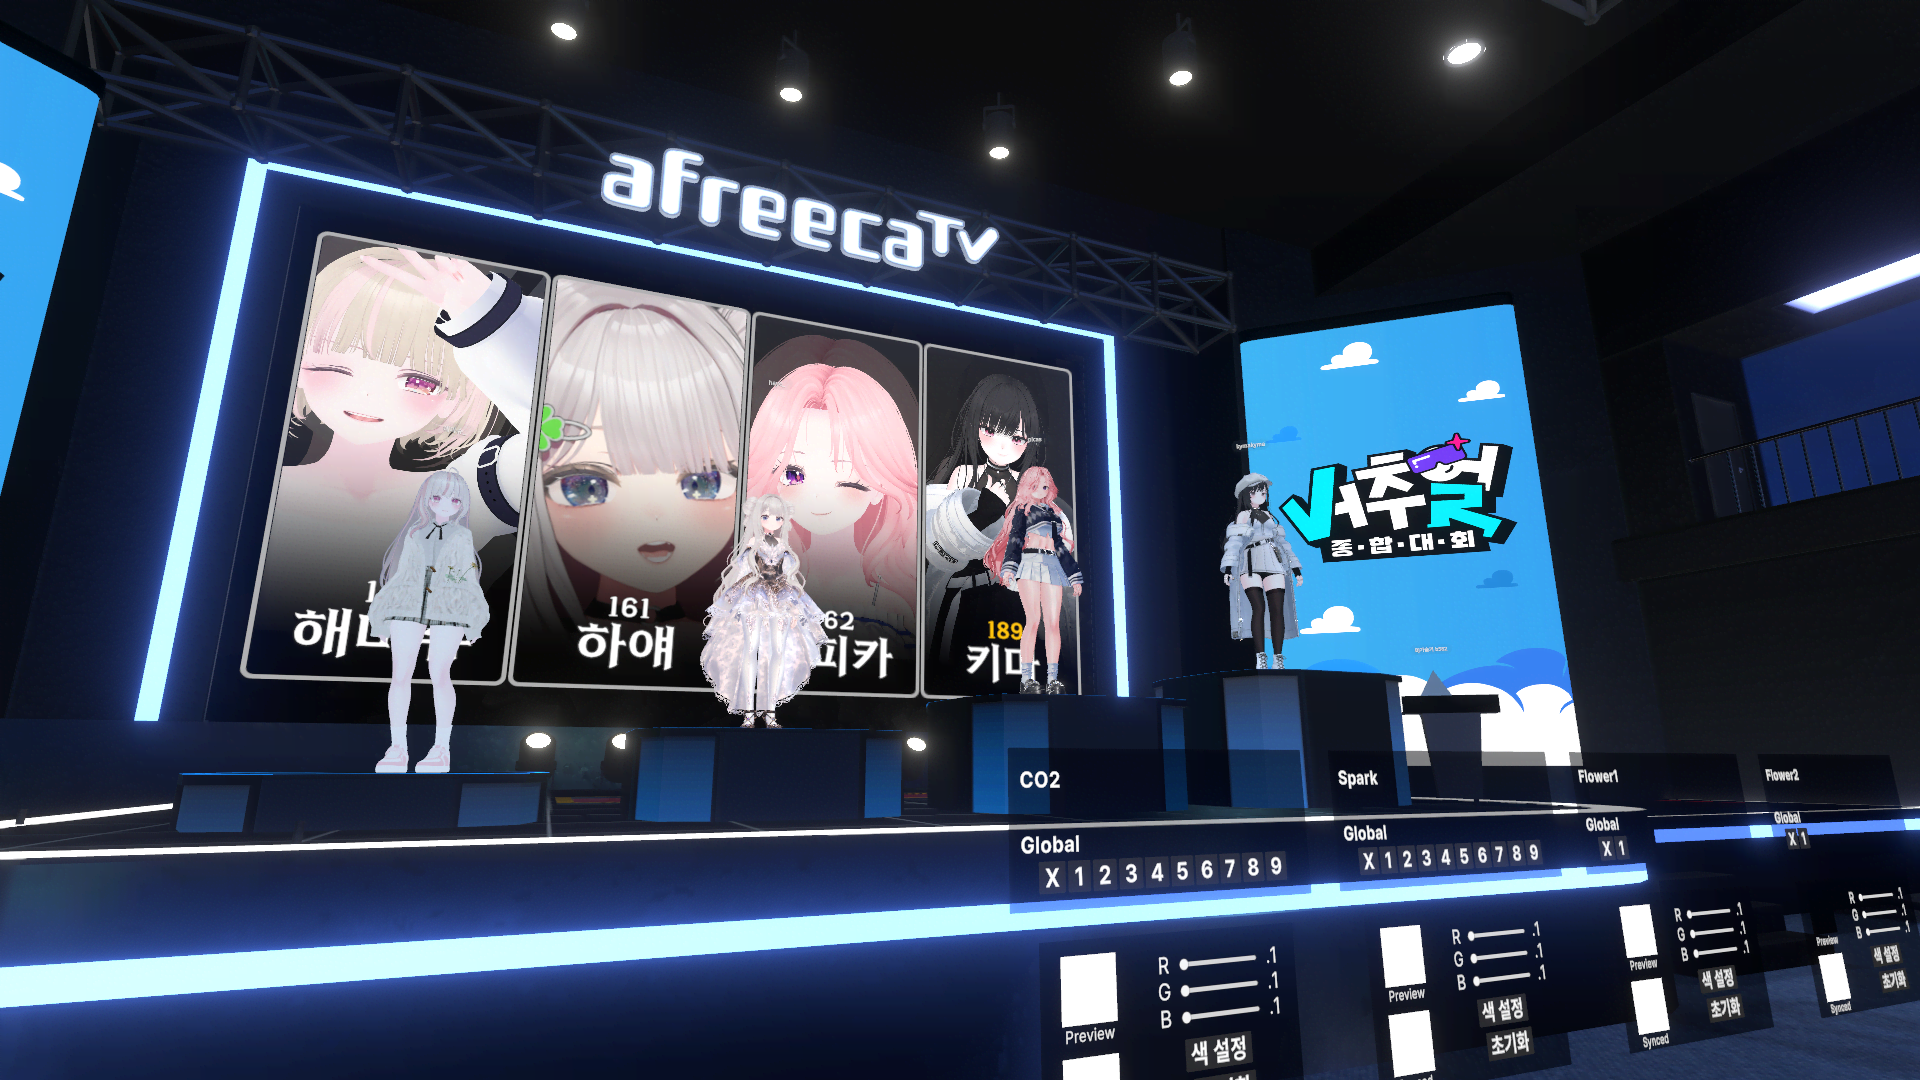 afreecaTV
161
하얘
62
피카
189
키마
버추얼
종·합·대·회
CO2
Global
X 1 2 3 4 5 6 7 8 9
R .1
G .1
B .1
Preview
색 설정
Spark
Global
X 1 2 3 4 5 6 7 8 9
R .1
G .1
B .1
Preview
색 설정
초기화
Flower1
Global
X 1
R .1
G .1
B .1
Preview
색 설정
초기화
Synced
Flower2
Global
X 1
R .1
G .1
B .1
Preview
색 설정
초기화
Synced